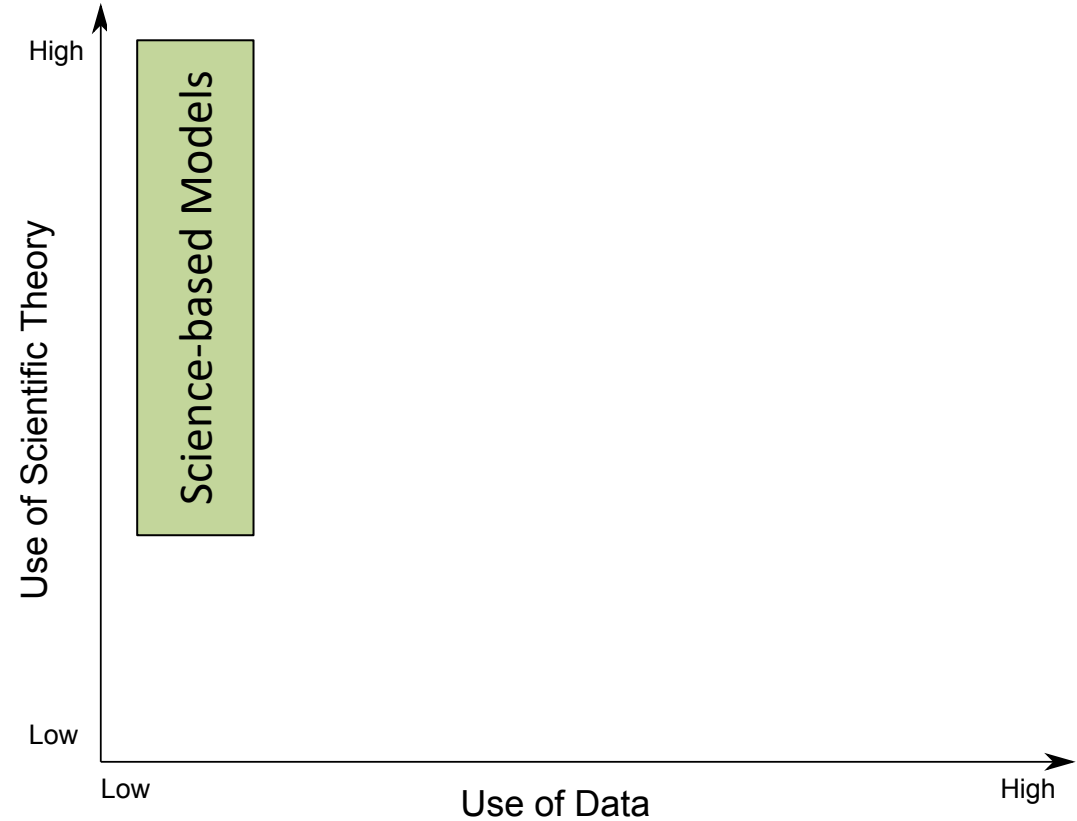 High
Science-based Models
Use of Scientific Theory
Low
Low
High
Use of Data